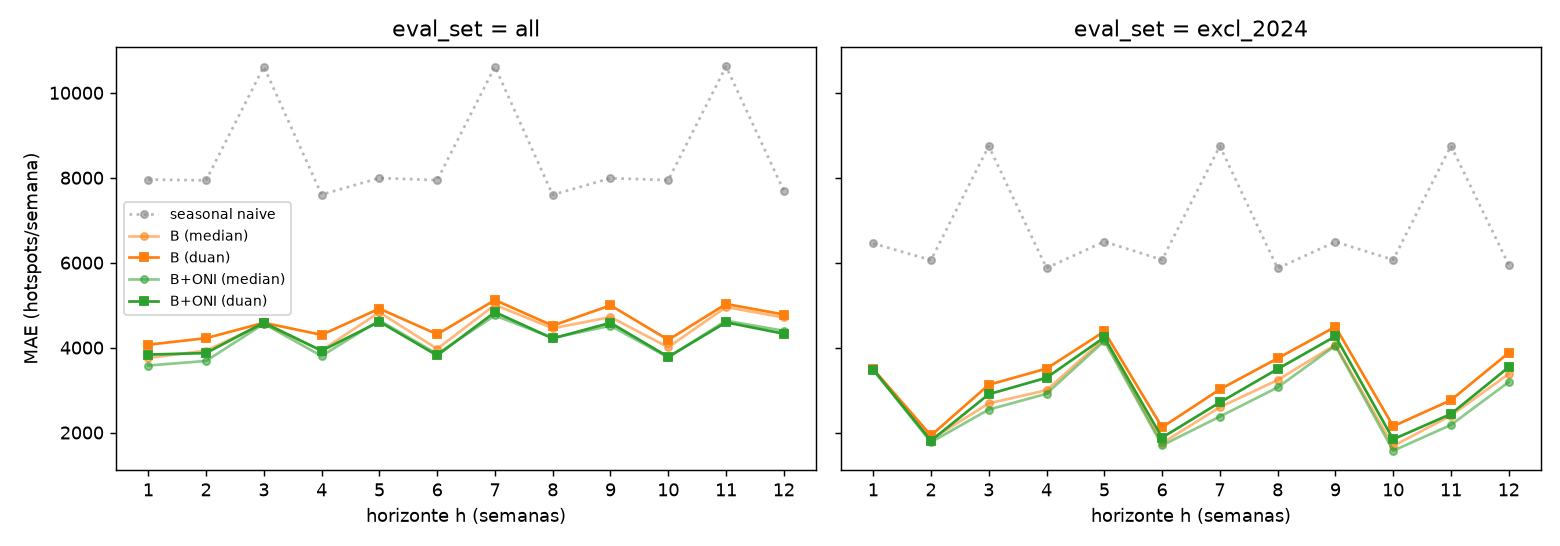 eval_set = all
eval_set = excl_2024
MAE (hotspots/semana)
10000
8000
6000
4000
2000
seasonal naive
B (median)
B (duan)
B+ONI (median)
B+ONI (duan)
1 2 3 4 5 6 7 8 9 10 11 12
1 2 3 4 5 6 7 8 9 10 11 12
horizonte h (semanas)
horizonte h (semanas)